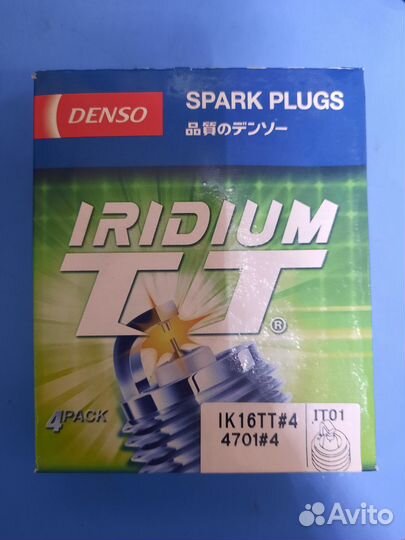 DENSO
SPARK PLUGS
品質のデンソー
IRIDIUM
TT®
4PACK
IK16TT#4
4701#4
IT01
Avito